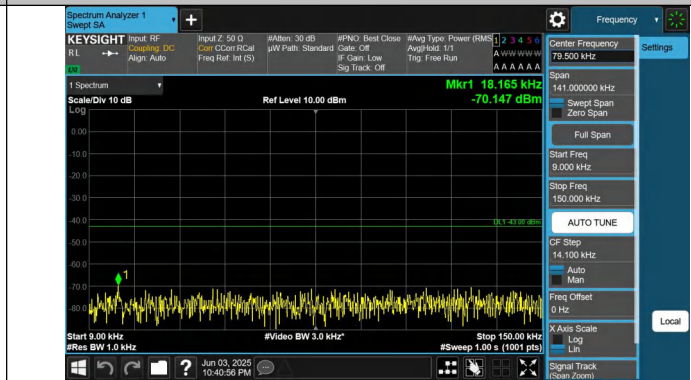 Spectrum Analyzer 1
Swept SA
Frequency
KEYSIGHT
RL
Input: RF
Coupling: DC
Align: Auto
Input Z: 50 Ω
Corr CCorr RCal
Freq Ref: Int (S)
#Atten: 30 dB
µW Path: Standard
#PNO: Best Close
Gate: Off
IF Gain: Low
Sig Track: Off
#Avg Type: Power (RMS
Avg|Hold: 1/1
Trig: Free Run
1 2 3 4 5 6
A W W W W W
A A A A A A
1 Spectrum
Scale/Div 10 dB
Ref Level 10.00 dBm
Mkr1 18.165 kHz
-70.147 dBm
Log
0.00
-10.0
-20.0
-30.0
-40.0
DL1 -43.00 dBm
-50.0
-60.0
1
-70.0
-80.0
Start 9.00 kHz
#Video BW 3.0 kHz*
Stop 150.00 kHz
#Res BW 1.0 kHz
#Sweep 1.00 s (1001 pts)
Jun 03, 2025
10:40:56 PM
Center Frequency
79.500 kHz
Settings
Span
141.000000 kHz
Swept Span
Zero Span
Full Span
Start Freq
9.000 kHz
Stop Freq
150.000 kHz
AUTO TUNE
CF Step
14.100 kHz
Auto
Man
Freq Offset
0 Hz
X Axis Scale
Log
Lin
Local
Signal Track
(Span Zoom)